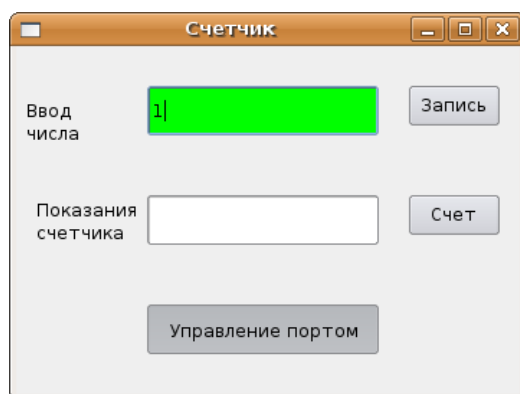 Счетчик
Ввод
числа
1
Запись
Показания
счетчика
Счет
Управление портом